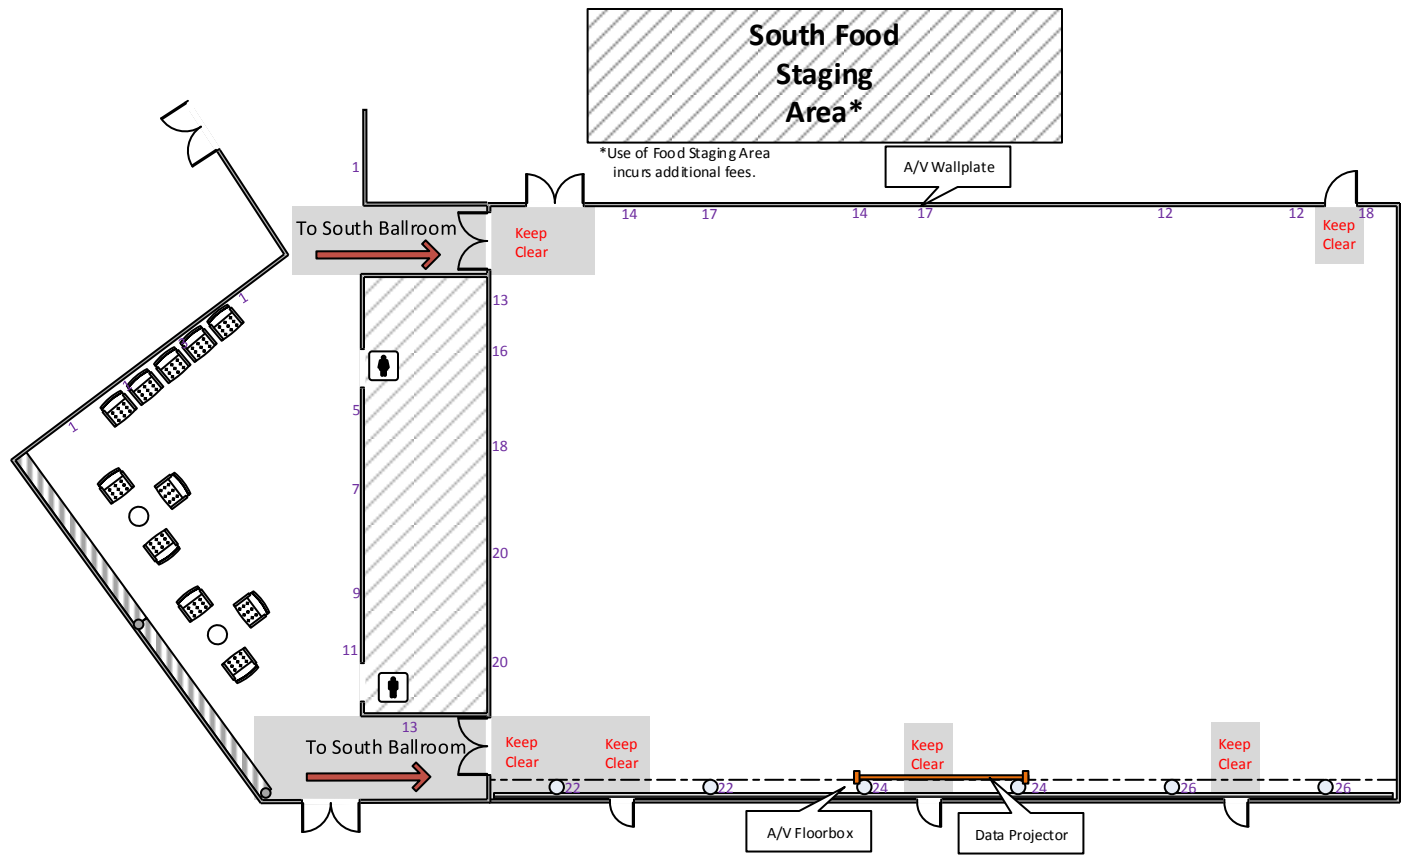 South Food
Staging
Area*
*Use of Food Staging Area
incurs additional fees.
A/V Wallplate
1
14
17
14
17
12
12
18
To South Ballroom
Keep
Clear
Keep
Clear
1
13
16
1
5
18
7
20
9
11
20
13
To South Ballroom
Keep
Clear
Keep
Clear
Keep
Clear
Keep
Clear
22
22
24
24
26
26
A/V Floorbox
Data Projector